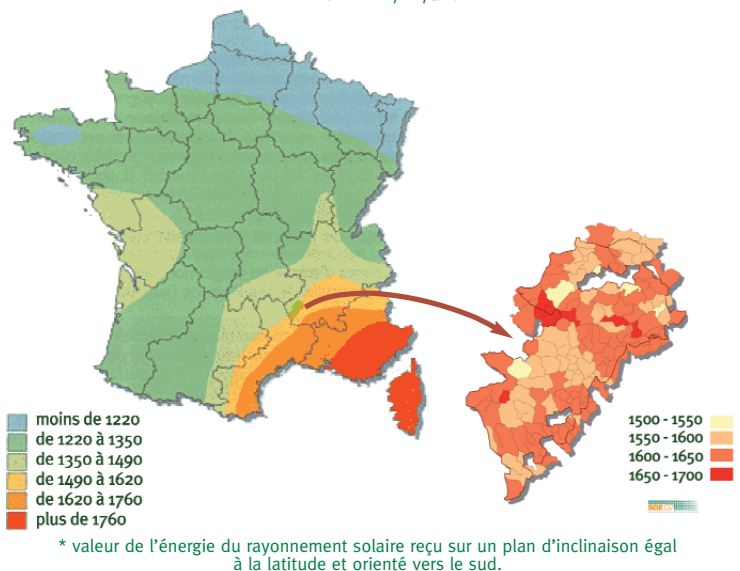 moins de 1220
de 1220 à 1350
de 1350 à 1490
de 1490 à 1620
de 1620 à 1760
plus de 1760
1500 - 1550
1550 - 1600
1600 - 1650
1650 - 1700
SDE 07
* valeur de l'énergie du rayonnement solaire reçu sur un plan d'inclinaison égal
à la latitude et orienté vers le sud.